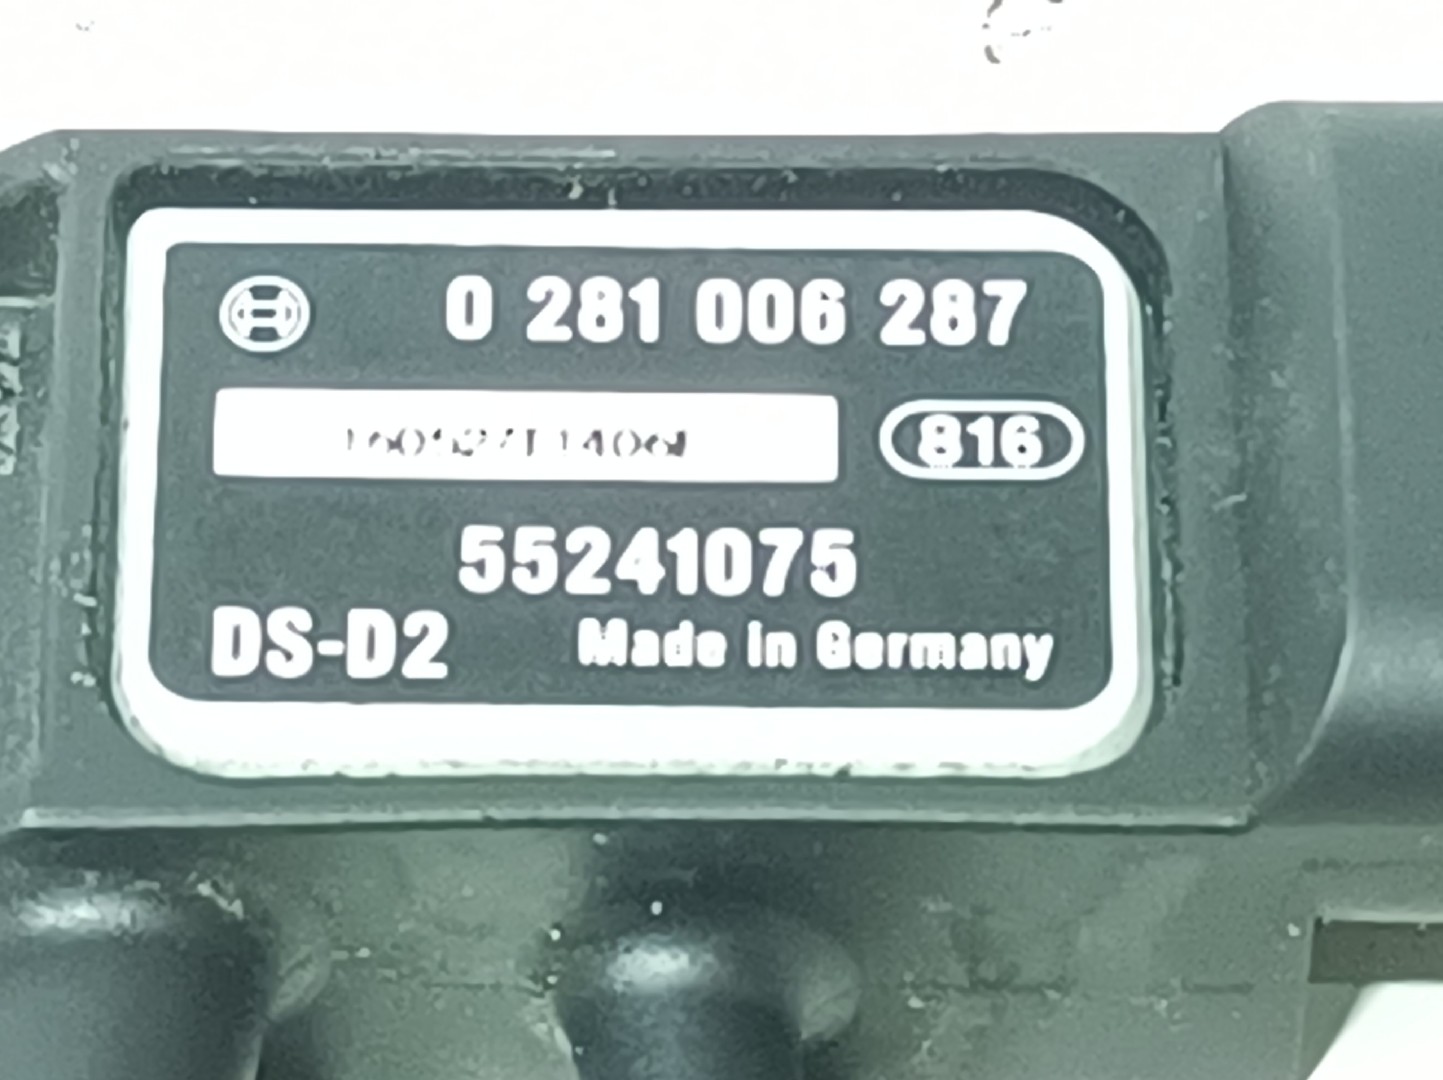 0 281 006 287
816
55241075
DS-D2 Made in Germany